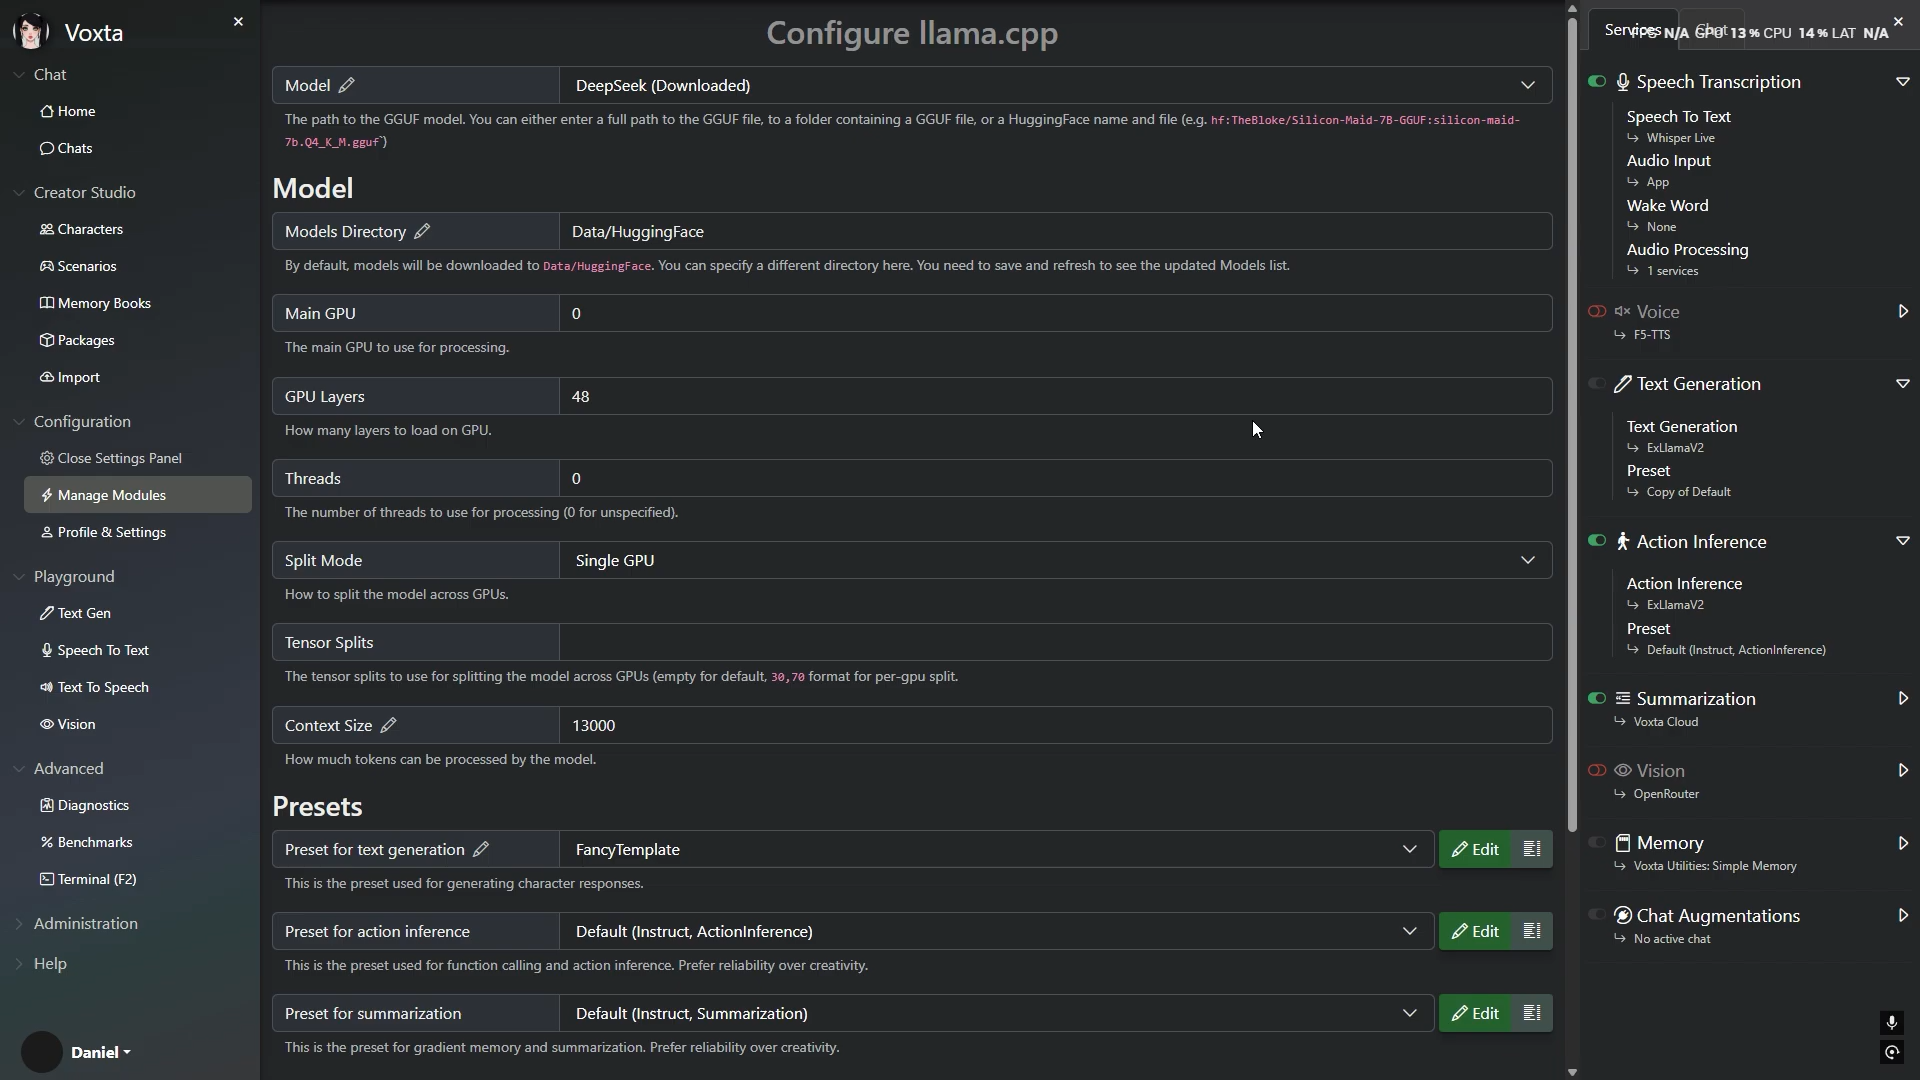 Voxta
Chat
Home
Chats
Creator Studio
Characters
Scenarios
Memory Books
Packages
Import
Configuration
Close Settings Panel
Manage Modules
Profile & Settings
Playground
Text Gen
Speech To Text
Text To Speech
Vision
Advanced
Diagnostics
Benchmarks
Terminal (F2)
Administration
Help
Daniel
Configure llama.cpp
Model
DeepSeek (Downloaded)
The path to the GGUF model. You can either enter a full path to the GGUF file, to a folder containing a GGUF file, or a HuggingFace name and file (e.g. hf:TheBloke/Silicon-Maid-7B-GGUF:silicon-maid-
7b.Q4_K_M.gguf`)
Model
Models Directory
Data/HuggingFace
By default, models will be downloaded to Data/HuggingFace. You can specify a different directory here. You need to save and refresh to see the updated Models list.
Main GPU
0
The main GPU to use for processing.
GPU Layers
48
How many layers to load on GPU.
Threads
0
The number of threads to use for processing (0 for unspecified).
Split Mode
Single GPU
How to split the model across GPUs.
Tensor Splits
The tensor splits to use for splitting the model across GPUs (empty for default, 30,70 format for per-gpu split.
Context Size
13000
How much tokens can be processed by the model.
Presets
Preset for text generation
FancyTemplate
Edit
This is the preset used for generating character responses.
Preset for action inference
Default (Instruct, ActionInference)
Edit
This is the preset used for function calling and action inference. Prefer reliability over creativity.
Preset for summarization
Default (Instruct, Summarization)
Edit
This is the preset for gradient memory and summarization. Prefer reliability over creativity.
Services
Chat
FPS N/A GPU 13 % CPU 14 % LAT N/A
Speech Transcription
Speech To Text
Whisper Live
Audio Input
App
Wake Word
None
Audio Processing
1 services
Voice
F5-TTS
Text Generation
Text Generation
ExLlamaV2
Preset
Copy of Default
Action Inference
Action Inference
ExLlamaV2
Preset
Default (Instruct, ActionInference)
Summarization
Voxta Cloud
Vision
OpenRouter
Memory
Voxta Utilities: Simple Memory
Chat Augmentations
No active chat